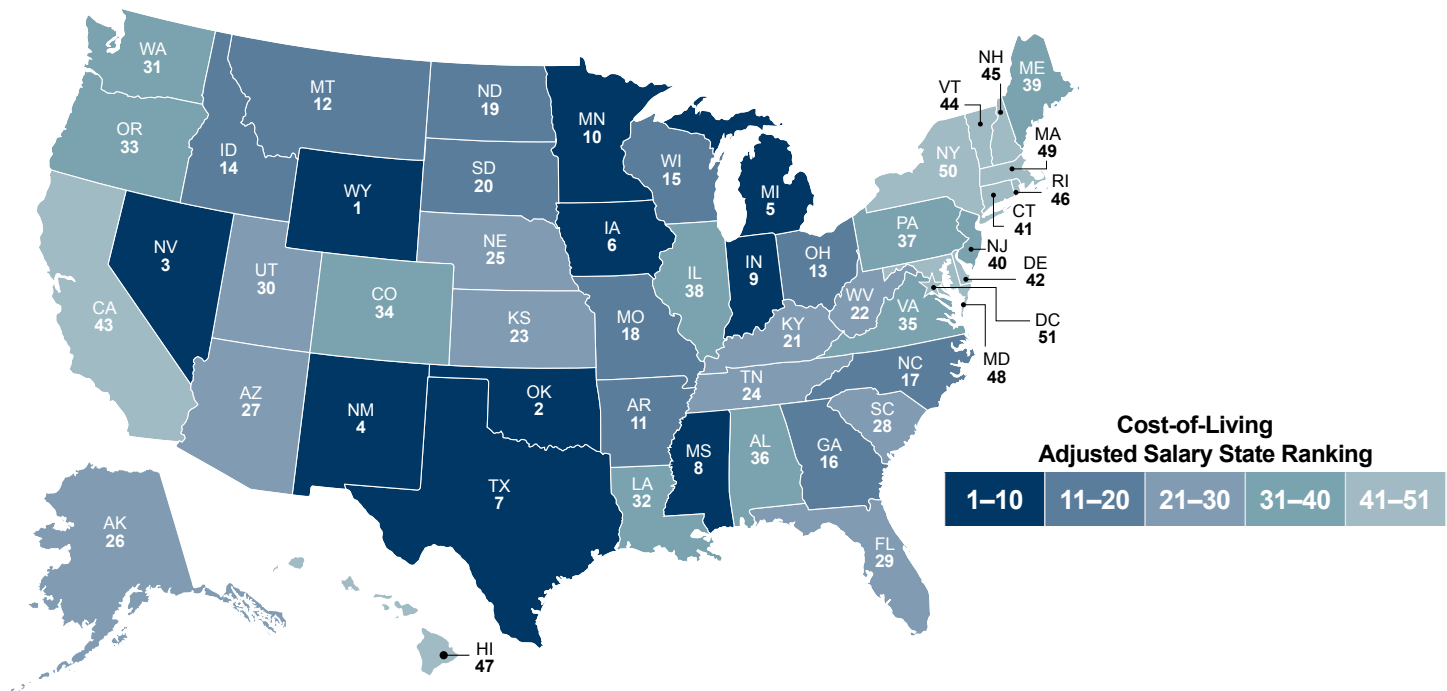 WA
31
OR
33
CA
43
NV
3
ID
14
MT
12
WY
1
UT
30
AZ
27
CO
34
NM
4
ND
19
SD
20
NE
25
KS
23
OK
2
TX
7
MN
10
IA
6
MO
18
AR
11
LA
32
WI
15
IL
38
MI
5
IN
9
OH
13
KY
21
TN
24
MS
8
AL
36
GA
16
FL
29
SC
28
NC
17
VA
35
WV
22
PA
37
NY
50
VT
44
NH
45
ME
39
MA
49
RI
46
CT
41
NJ
40
DE
42
DC
51
MD
48
AK
26
HI
47
Cost-of-Living
Adjusted Salary State Ranking
1–10 11–20 21–30 31–40 41–51